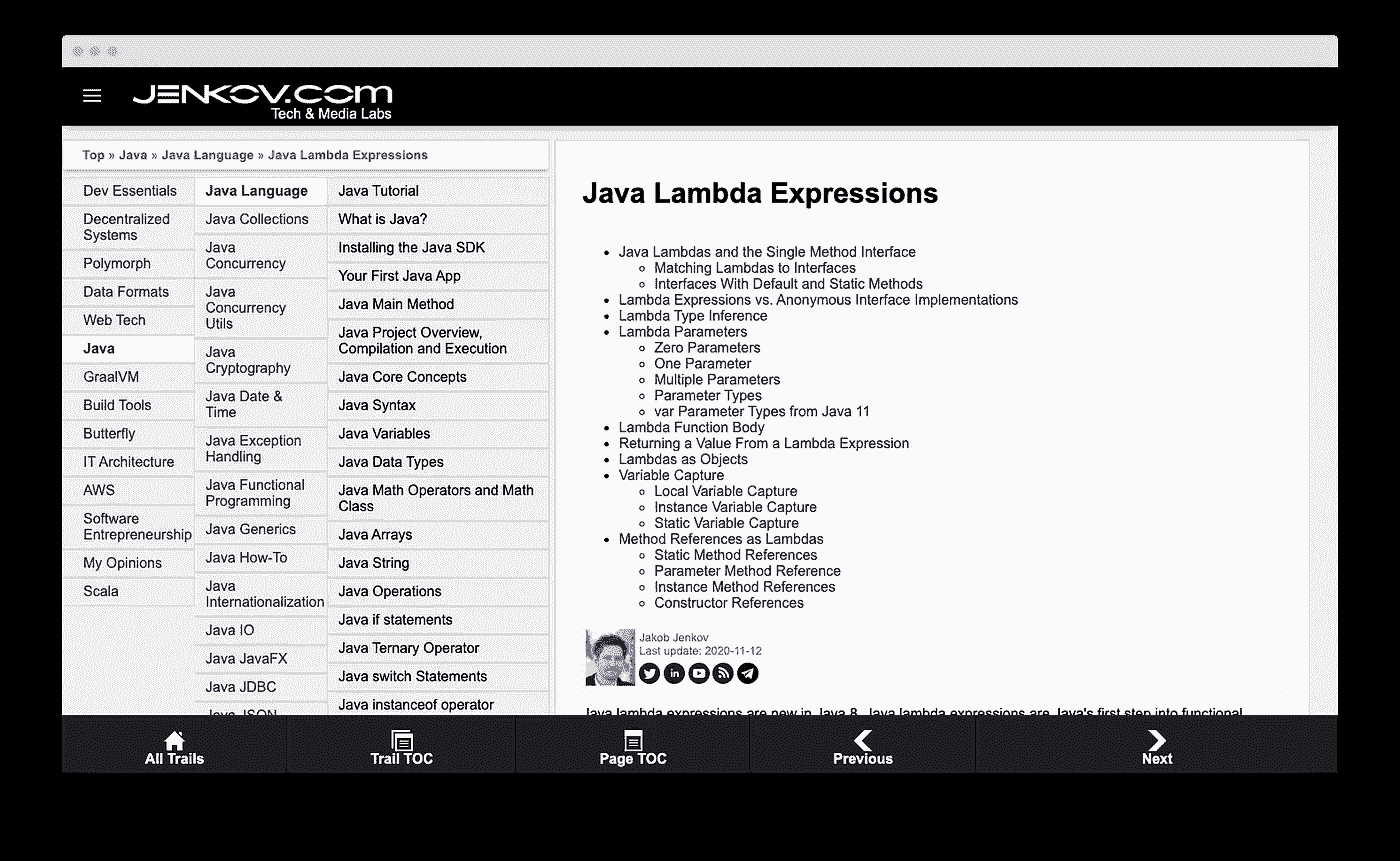 JENKOV.COM
Tech & Media Labs
Top » Java » Java Language » Java Lambda Expressions
Dev Essentials
Decentralized
Systems
Polymorph
Data Formats
Web Tech
Java
GraalVM
Build Tools
Butterfly
IT Architecture
AWS
Software
Entrepreneurship
My Opinions
Scala
Java Language
Java Collections
Java
Concurrency
Java
Concurrency
Utils
Java
Cryptography
Java Date &
Time
Java Exception
Handling
Java Functional
Programming
Java Generics
Java How-To
Java
Internationalization
Java IO
Java JavaFX
Java JDBC
Java JSON
Java Tutorial
What is Java?
Installing the Java SDK
Your First Java App
Java Main Method
Java Project Overview,
Compilation and Execution
Java Core Concepts
Java Syntax
Java Variables
Java Data Types
Java Math Operators and Math
Class
Java Arrays
Java String
Java Operations
Java if statements
Java Ternary Operator
Java switch Statements
Java instanceof operator
Java Lambda Expressions
• Java Lambdas and the Single Method Interface
◦ Matching Lambdas to Interfaces
◦ Interfaces With Default and Static Methods
• Lambda Expressions vs. Anonymous Interface Implementations
• Lambda Type Inference
• Lambda Parameters
◦ Zero Parameters
◦ One Parameter
◦ Multiple Parameters
◦ Parameter Types
◦ var Parameter Types from Java 11
• Lambda Function Body
• Returning a Value From a Lambda Expression
• Lambdas as Objects
• Variable Capture
◦ Local Variable Capture
◦ Instance Variable Capture
◦ Static Variable Capture
• Method References as Lambdas
◦ Static Method References
◦ Parameter Method Reference
◦ Instance Method References
◦ Constructor References
Jakob Jenkov
Last update: 2020-11-12
Java lambda expressions are new in Java 8. Java lambda expressions are Java's first step into functional
All Trails
Trail TOC
Page TOC
Previous
Next